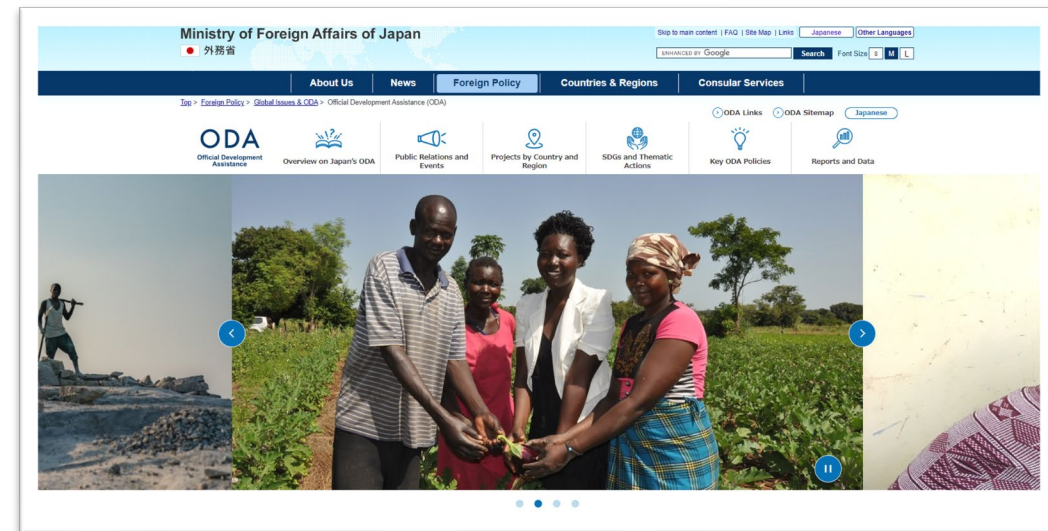 Ministry of Foreign Affairs of Japan
外務省
Skip to main content | FAQ | Site Map | Links
Japanese
Other Languages
ENHANCED BY Google
Search
Font Size
S
M
L
About Us
News
Foreign Policy
Countries & Regions
Consular Services
Top > Foreign Policy > Global Issues & ODA > Official Development Assistance (ODA)
ODA Links
ODA Sitemap
Japanese
ODA
Official Development
Assistance
Overview on Japan's ODA
Public Relations and
Events
Projects by Country and
Region
SDGs and Thematic
Actions
Key ODA Policies
Reports and Data